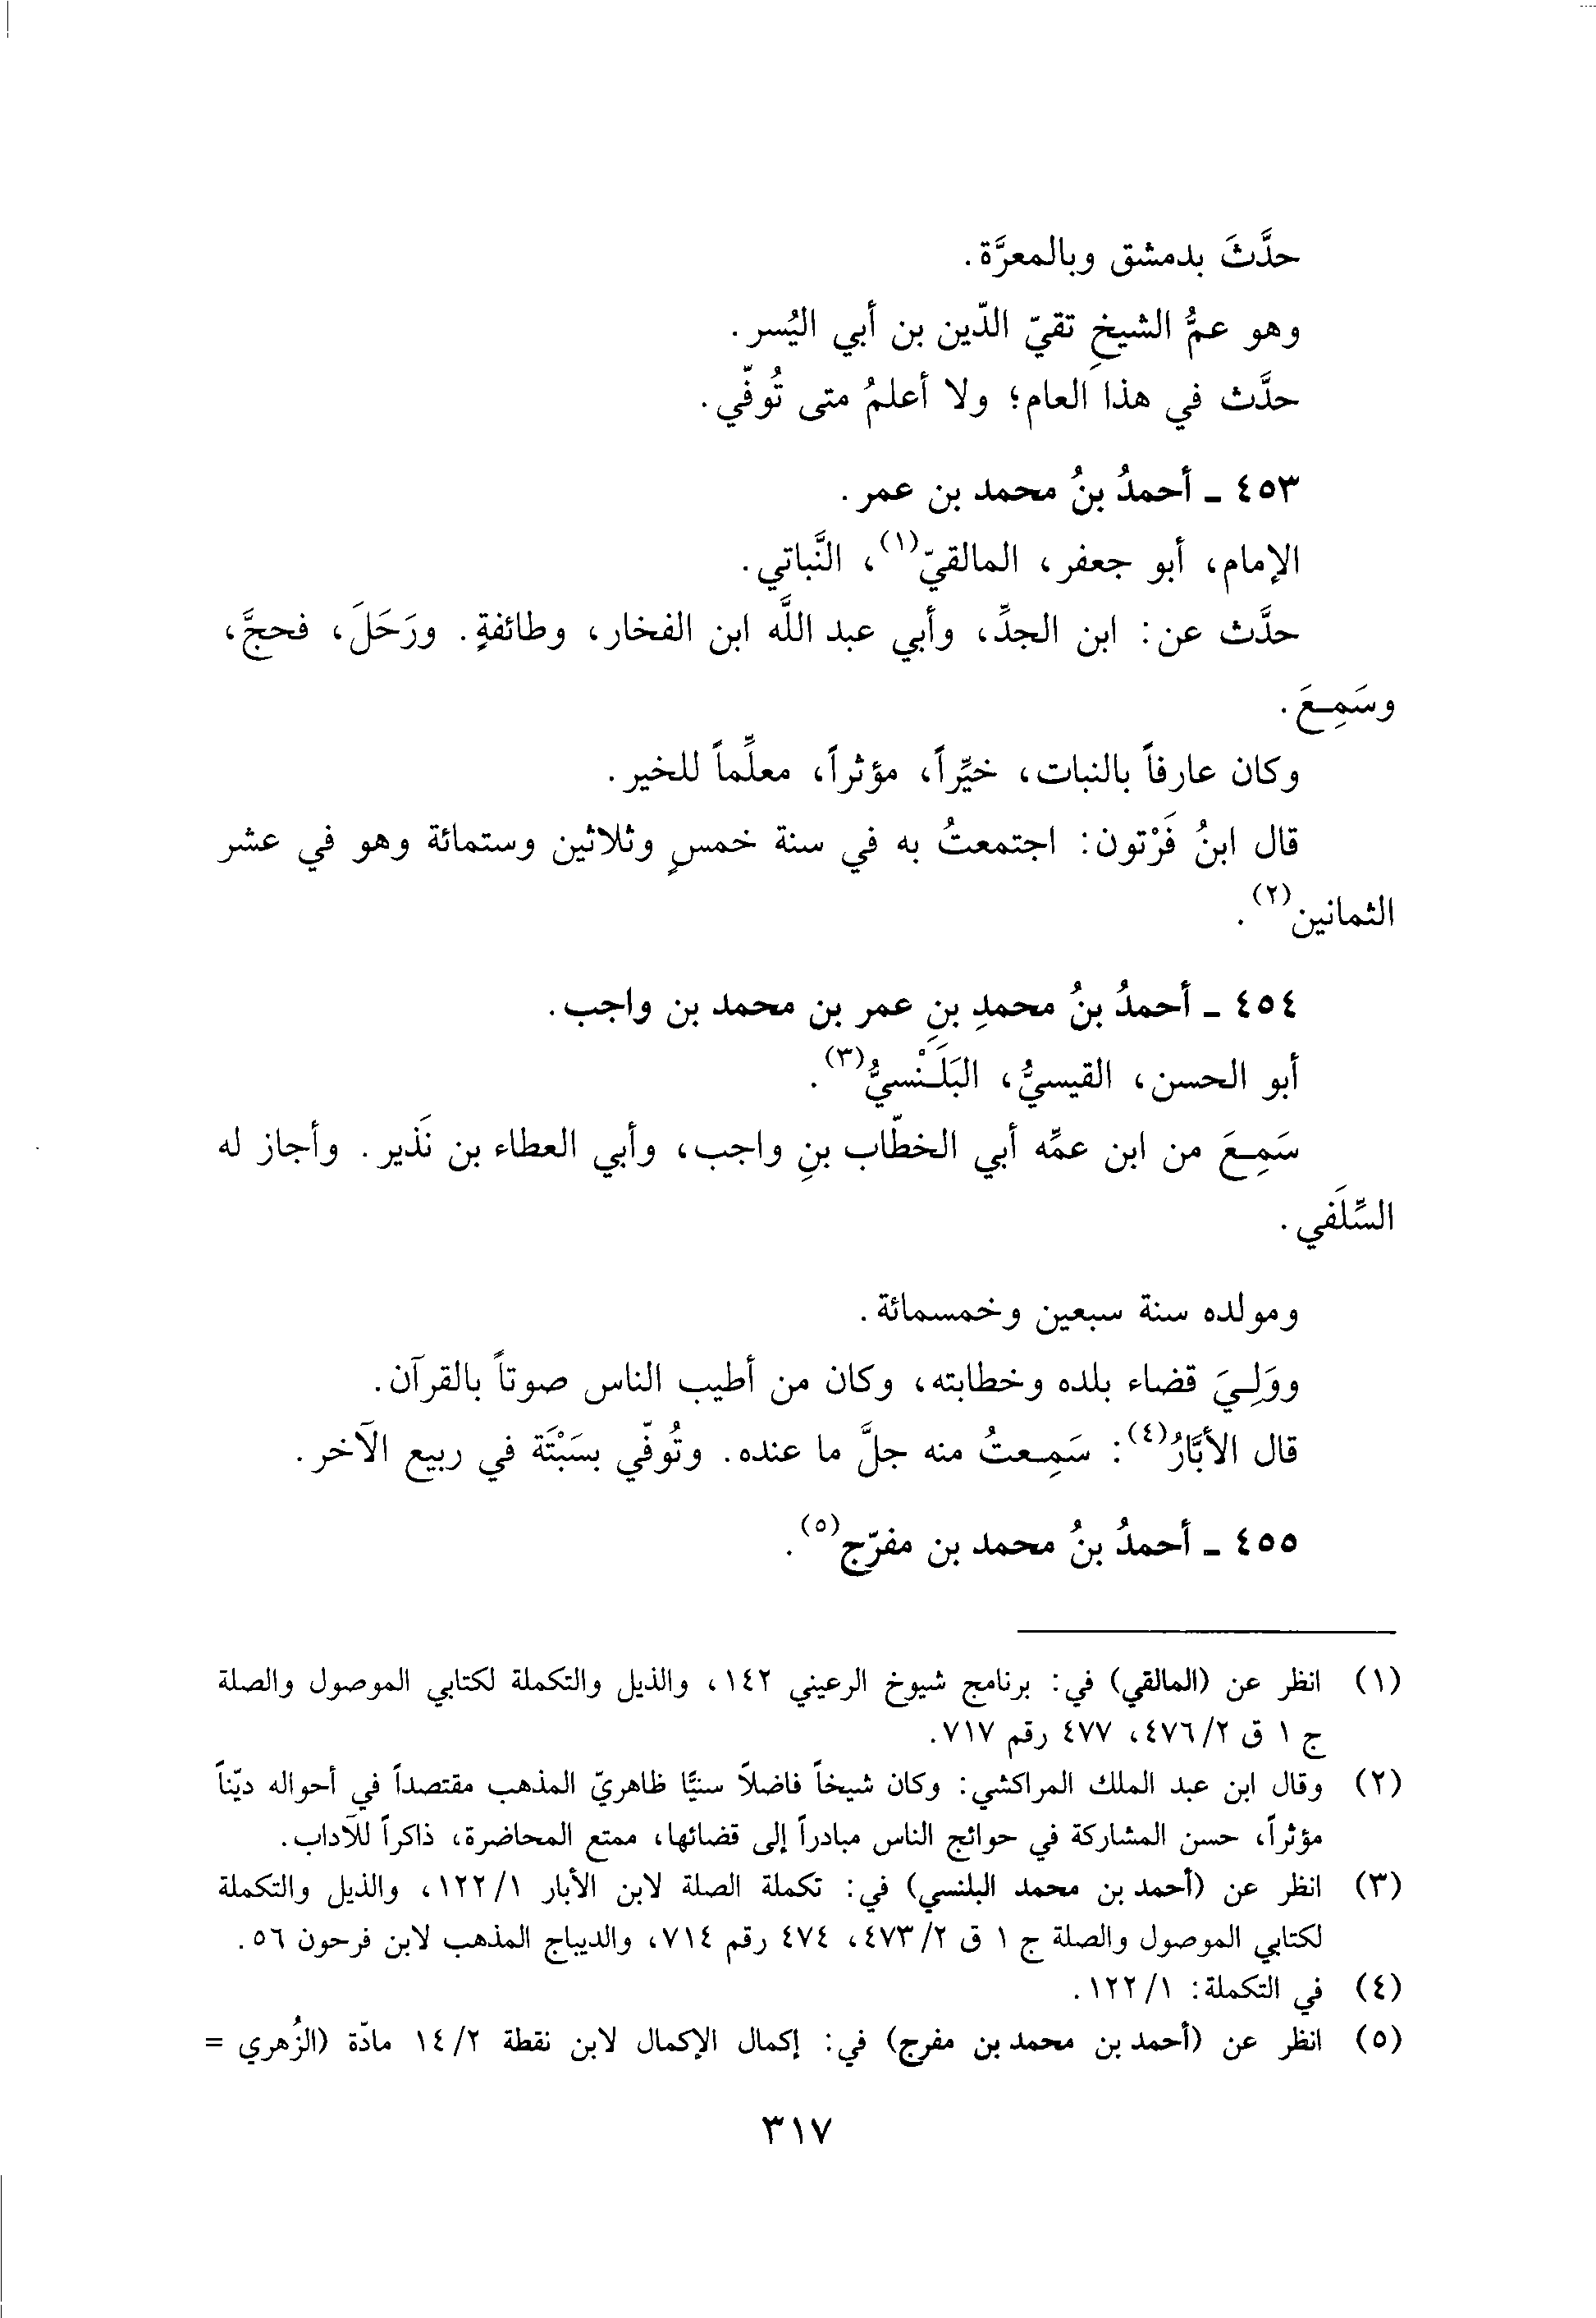 حدَّثَ بدمشق وبالمعرَّة.
وهو عمُّ الشيخِ تقيّ الدّين بن أبي اليُسر.
حدَّث في هذا العام؛ ولا أعلمُ متى تُوفّي.
٤٥٣ ـ أحمدُ بنُ محمد بن عمر.
الإمام، أبو جعفر، المالقيّ(١)، النَّباتي.
حدَّث عن: ابن الجدِّ، وأبي عبد اللَّه ابن الفخار، وطائفةٍ. ورَحَلَ، فحجَّ،
وسَمِعَ.
وكان عارفاً بالنبات، خيِّراً، مؤثراً، معلِّماً للخير.
قال ابنُ فَرْتون: اجتمعتُ به في سنة خمسٍ وثلاثين وستمائة وهو في عشر
الثمانين(٢).
٤٥٤ ـ أحمدُ بنُ محمدِ بنِ عمر بن محمد بن واجب.
أبو الحسن، القيسيُّ، البَلَنْسيُّ(٣).
سَمِعَ من ابن عمِّه أبي الخطّاب بنِ واجب، وأبي العطاء بن نَذير. وأجاز له
السِّلَفي.
ومولده سنة سبعين وخمسمائة.
ووَلِيَ قضاء بلده وخطابته، وكان من أطيب الناس صوتاً بالقرآن.
قال الأبَّارُ(٤): سَمِعتُ منه جلَّ ما عنده. وتُوفّي بسَبْتَة في ربيع الآخر.
٤٥٥ ـ أحمدُ بنُ محمد بن مفرّج(٥).
(١) انظر عن (المالقي) في: برنامج شيوخ الرعيني ١٤٢، والذيل والتكملة لكتابي الموصول والصلة
ج ١ ق ٢/ ٤٧٦، ٤٧٧ رقم ٧١٧.
(٢) وقال ابن عبد الملك المراكشي: وكان شيخاً فاضلاً سنيًّا ظاهريّ المذهب مقتصداً في أحواله ديّناً
مؤثراً، حسن المشاركة في حوائج الناس مبادراً إلى قضائها، ممتع المحاضرة، ذاكراً للآداب.
(٣) انظر عن (أحمد بن محمد البلنسي) في: تكملة الصلة لابن الأبار ١/ ١٢٢، والذيل والتكملة
لكتابي الموصول والصلة ج ١ ق ٢/ ٤٧٣، ٤٧٤ رقم ٧١٤، والديباج المذهب لابن فرحون ٥٦.
(٤) في التكملة: ١/ ١٢٢.
(٥) انظر عن (أحمد بن محمد بن مفرج) في: إكمال الإكمال لابن نقطة ٢/ ١٤ مادّة (الزُهري =
٣١٧